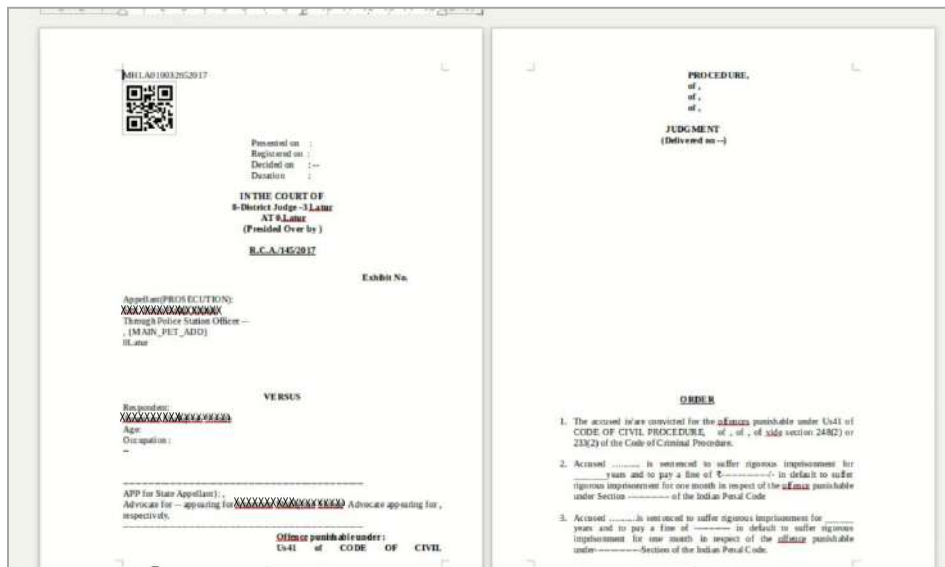 MHLA010032652017
Presented on :
Registered on :
Decided on : --
Duration :
IN THE COURT OF
8-District Judge -3,Latur
AT 0,Latur
(Presided Over by )
R.C.A./145/2017
Exhibit No.
Appellant(PROSECUTION):
Through Police Station Officer --
, {MAIN_PET_ADD}
0Latur
VERSUS
Respondent:
Age:
Occupation :
--
APP for State Appellant) : ,
Advocate for -- appearing for Advocate appearing for ,
respectively.
Offence punishable under :
Us41 of CODE OF CIVIL
PROCEDURE,
of ,
of ,
of ,
JUDGMENT
(Delivered on --)
ORDER
1. The accused is/are convicted for the offences punishable under Us41 of
CODE OF CIVIL PROCEDURE, of , of , of vide section 248(2) or
233(2) of the Code of Criminal Procedure.
2. Accused .......... is sentenced to suffer rigorous imprisonment for
______years and to pay a fine of ₹-------------/- in default to suffer
rigorous imprisonment for one month in respect of the offence punishable
under Section ------------ of the Indian Penal Code
3. Accused .........is sentenced to suffer rigorous imprisonment for ______
years and to pay a fine of ---------- in default to suffer rigorous
imprisonment for one month in respect of the offence punishable
under--------------Section of the Indian Penal Code.